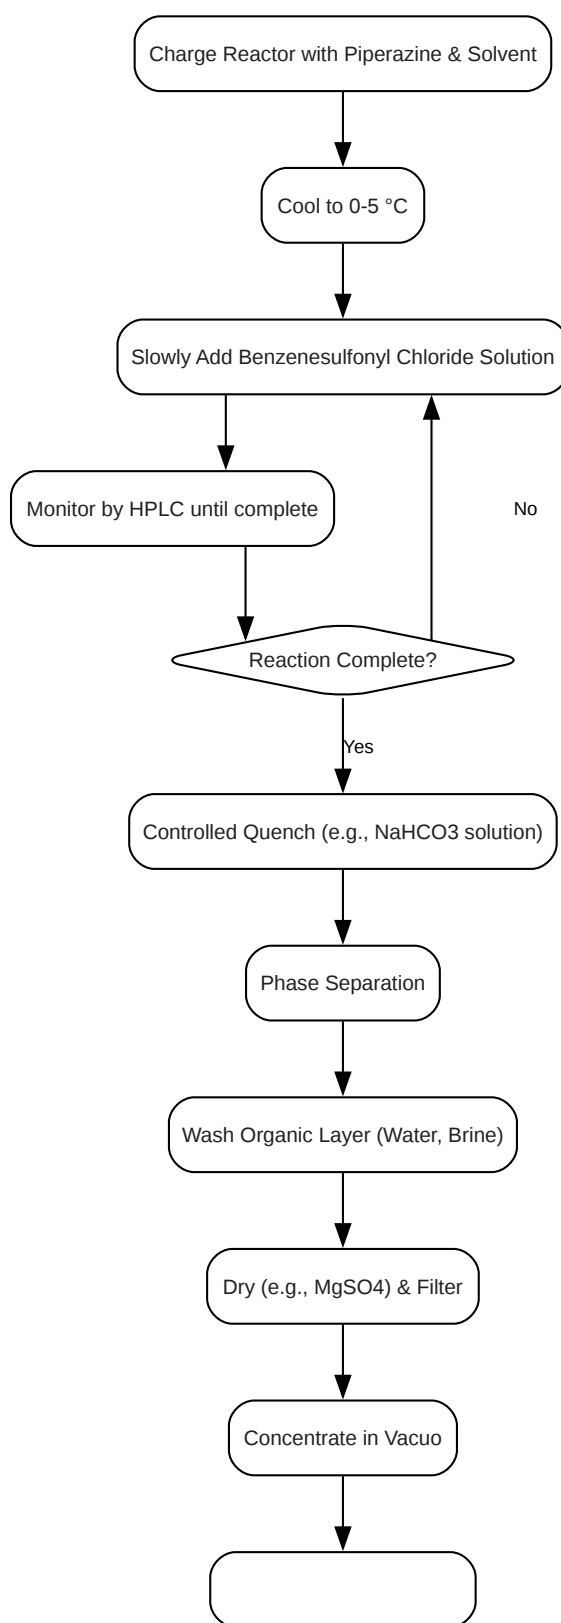 Charge Reactor with Piperazine & Solvent
Cool to 0-5 °C
Slowly Add Benzenesulfonyl Chloride Solution
Monitor by HPLC until complete
No
Reaction Complete?
Yes
Controlled Quench (e.g., NaHCO3 solution)
Phase Separation
Wash Organic Layer (Water, Brine)
Dry (e.g., MgSO4) & Filter
Concentrate in Vacuo